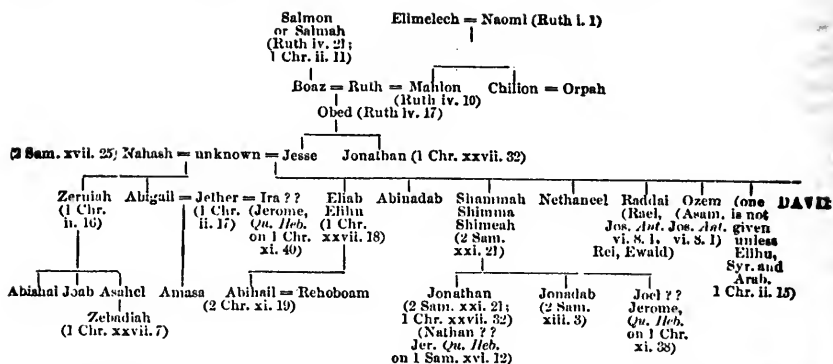 Salmon
or Salmah
(Ruth iv. 21;
1 Chr. ii. 11)
Elimelech = Naomi (Ruth i. 1)
Boaz = Ruth = Mahlon
(Ruth iv. 10)
Chilion = Orpah
Obed (Ruth iv. 17)
(2 Sam. xvii. 25) Nahash = unknown = Jesse
Jonathan (1 Chr. xxvii. 32)
Zeruiah
(1 Chr.
ii. 16)
Abigail = Jether = Ira ??
(1 Chr.
ii. 17)
(Jerome,
Qu. Heb.
on 1 Chr.
xi. 40)
Eliab
Elihu
(1 Chr.
xxvii. 18)
Abinadab
Shammah
Shimma
Shimeah
(2 Sam.
xxi. 21)
Nethaneel
Raddai
(Rael,
Jos. Ant.
vi. 8. 1,
Rei, Ewald)
Ozem
(Asam.
Jos. Ant.
vi. 8. 1)
(one
is not
given
unless
Elihu,
Syr. and
Arab.
1 Chr. ii. 15)
DAVID
Abishai Joab Asahel
Zebadiah
(1 Chr. xxvii. 7)
Amasa
Abihail = Rehoboam
(2 Chr. xi. 19)
Jonathan
(2 Sam. xxi. 21;
1 Chr. xxvii. 32)
(Nathan ??
Jer. Qu. Heb.
on 1 Sam. xvi. 12)
Jonadab
(2 Sam.
xiii. 3)
Joel ??
Jerome,
Qu. Heb.
on 1 Chr.
xi. 38)